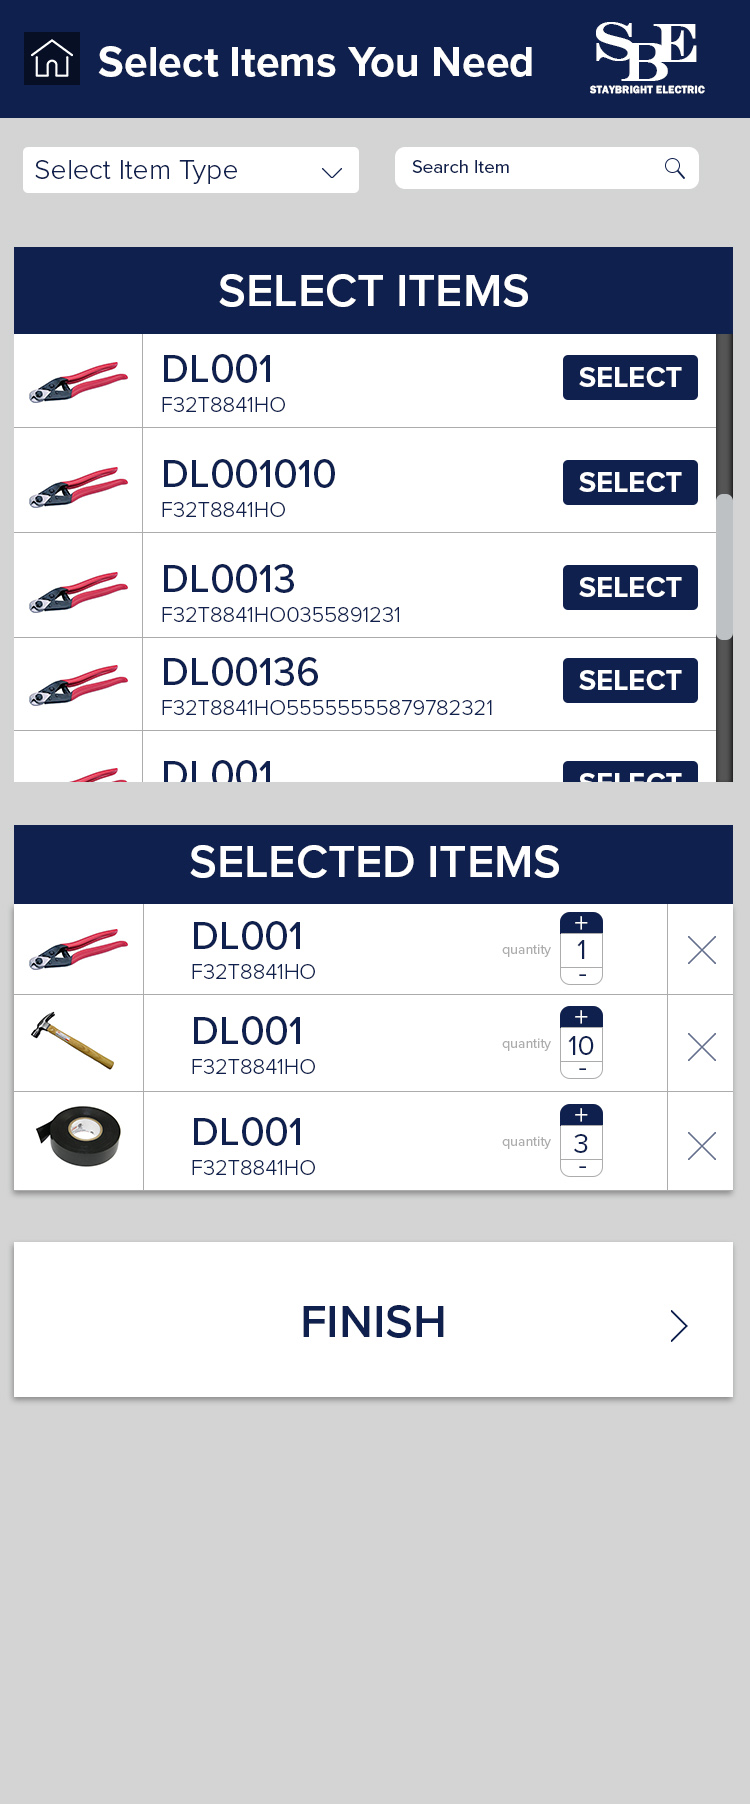 Select Items You Need
SBE
STAYBRIGHT ELECTRIC
Select Item Type
Search Item
SELECT ITEMS
DL001
F32T8841HO
SELECT
DL001010
F32T8841HO
SELECT
DL0013
F32T8841HO0355891231
SELECT
DL00136
F32T8841HO55555555879782321
SELECT
DL001
SELECT
SELECTED ITEMS
DL001
F32T8841HO
quantity
+
1
-
DL001
F32T8841HO
quantity
+
10
-
DL001
F32T8841HO
quantity
+
3
-
FINISH